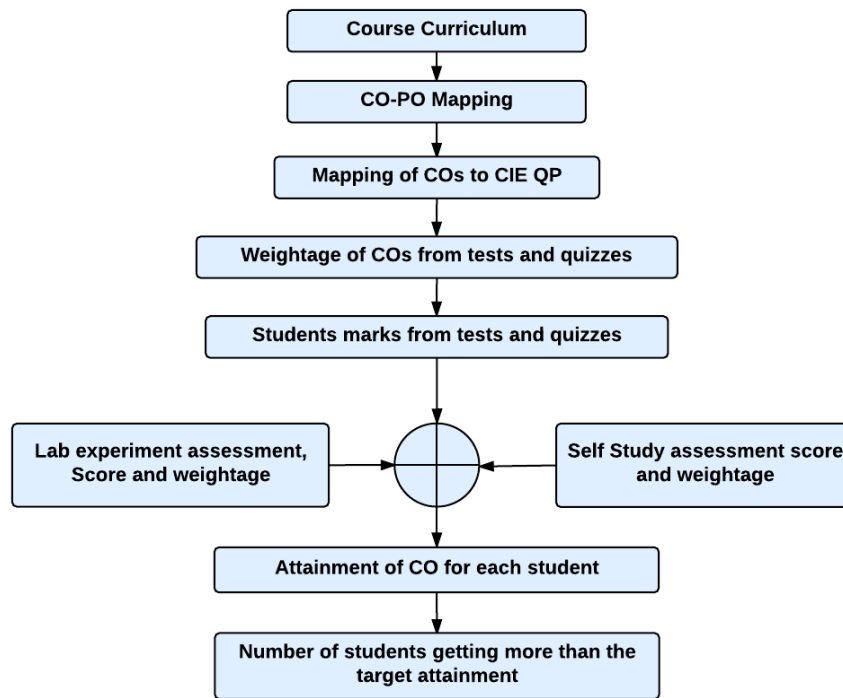 Course Curriculum
CO-PO Mapping
Mapping of COs to CIE QP
Weightage of COs from tests and quizzes
Students marks from tests and quizzes
Lab experiment assessment,
Score and weightage
Self Study assessment score
and weightage
Attainment of CO for each student
Number of students getting more than the
target attainment